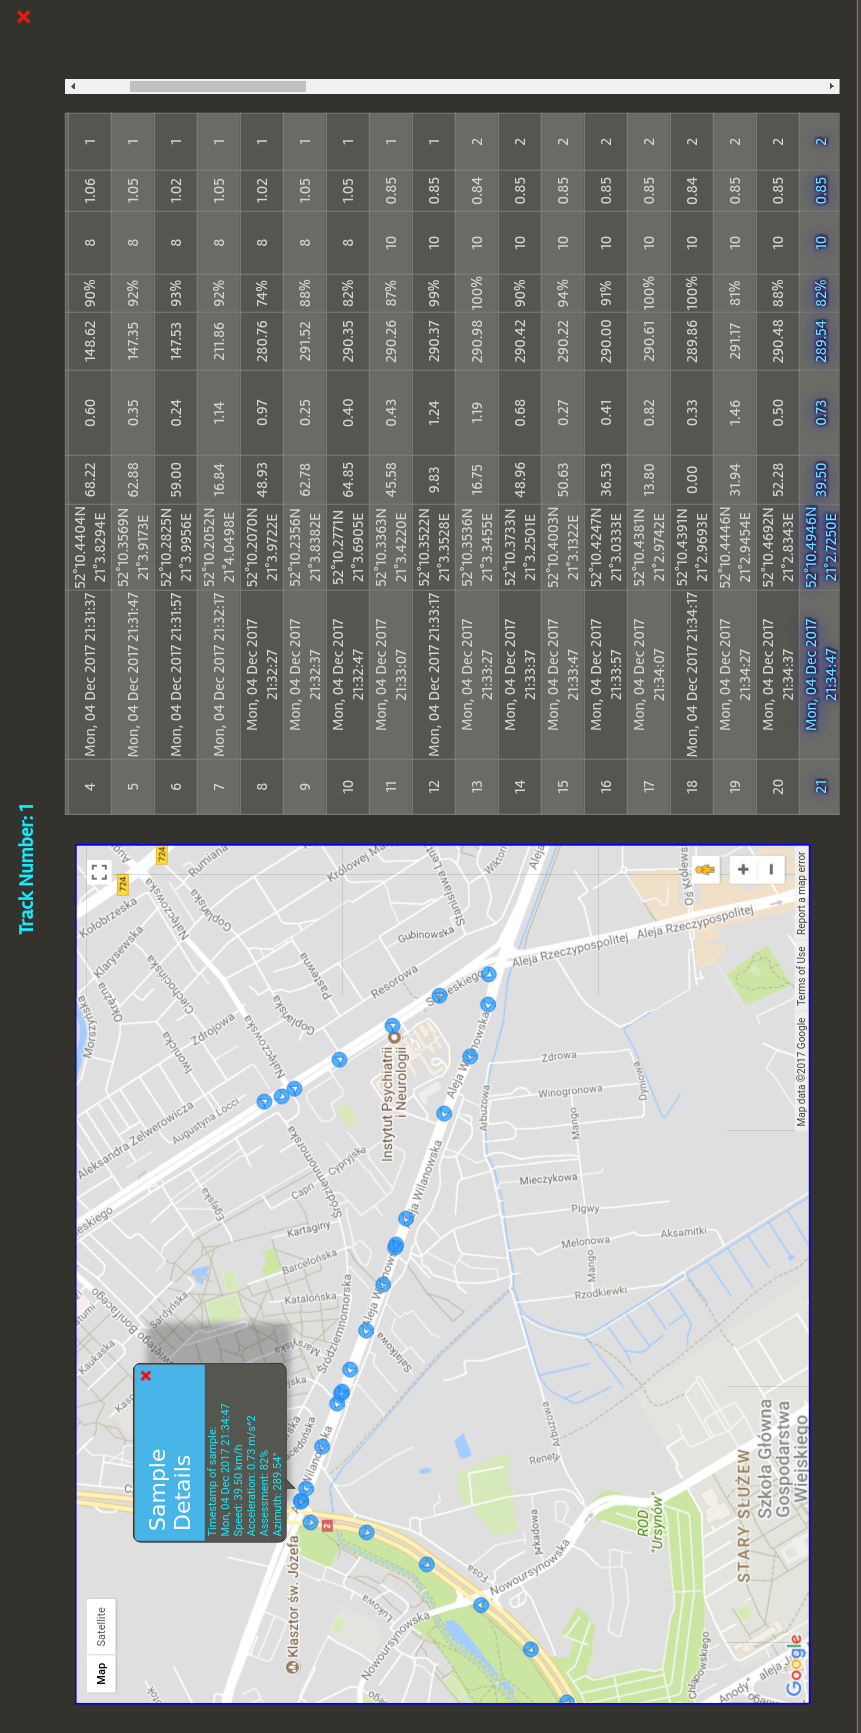 Track Number: 1
Map
Satellite
Sample
Details
Timestamp of sample:
Mon, 04 Dec 2017 21:34:47
Speed: 39.50 km/h
Acceleration: 0.73 m/s^2
Assessment: 82%
Azimuth: 289.54°
Klasztor św. Józefa
2
Łukowa
Nowoursynowska
Nowoursynowska
Fosa
Arkadowa
Renety
Arbuzowa
ROD
"Ursynów"
STARY SŁUŻEW
Szkoła Główna
Gospodarstwa
Wiejskiego
Chłapowskiego
Anody"
aleja
Google
Kaukaska
Sardyńska
Egejska
Capri
Cypryjska
Kartaginy
Barcelońska
Katalońska
Śródziemnomorska
Śródziemnomorska
Sałatkowa
Aleja Wilanowska
Aleja Wilanowska
Aleja Wilanowska
Rzodkiewki
Melonowa
Mango
Aksamitki
Pigwy
Mieczykowa
Mango
Winogronowa
Zdrowa
Dyniowa
Arbuzowa
Instytut Psychiatrii
i Neurologii
Aleksandra Zelwerowicza
Augustyna Locci
Nałęczowska
Nałęczowska
Iwonicka
Zdrojowa
Ciechocińska
Morszyńska
Okrężna
Klarysewska
Kołobrzeska
724
724
Rumiana
Goplańska
Goplańska
Pastewna
Resorowa
Gubinowska
Królowej
Aleja Rzeczypospolitej
Aleja Rzeczypospolitej
Map data ©2017 Google
Terms of Use
Report a map error
4 Mon, 04 Dec 2017 21:31:37 52°10.4404N 21°3.8294E 68.22 0.60 148.62 90% 8 1.06 1
5 Mon, 04 Dec 2017 21:31:47 52°10.3569N 21°3.9173E 62.88 0.35 147.35 92% 8 1.05 1
6 Mon, 04 Dec 2017 21:31:57 52°10.2825N 21°3.9956E 59.00 0.24 147.53 93% 8 1.02 1
7 Mon, 04 Dec 2017 21:32:17 52°10.2052N 21°4.0498E 16.84 1.14 211.86 92% 8 1.05 1
8 Mon, 04 Dec 2017 21:32:27 52°10.2070N 21°3.9722E 48.93 0.97 280.76 74% 8 1.02 1
9 Mon, 04 Dec 2017 21:32:37 52°10.2356N 21°3.8382E 62.78 0.25 291.52 88% 8 1.05 1
10 Mon, 04 Dec 2017 21:32:47 52°10.2771N 21°3.6905E 64.85 0.40 290.35 82% 8 1.05 1
11 Mon, 04 Dec 2017 21:33:07 52°10.3363N 21°3.4220E 45.58 0.43 290.26 87% 10 0.85 1
12 Mon, 04 Dec 2017 21:33:17 52°10.3522N 21°3.3528E 9.83 1.24 290.37 99% 10 0.85 1
13 Mon, 04 Dec 2017 21:33:27 52°10.3536N 21°3.3455E 16.75 1.19 290.98 100% 10 0.84 2
14 Mon, 04 Dec 2017 21:33:37 52°10.3733N 21°3.2501E 48.96 0.68 290.42 90% 10 0.85 2
15 Mon, 04 Dec 2017 21:33:47 52°10.4003N 21°3.1322E 50.63 0.27 290.22 94% 10 0.85 2
16 Mon, 04 Dec 2017 21:33:57 52°10.4247N 21°3.0333E 36.53 0.41 290.00 91% 10 0.85 2
17 Mon, 04 Dec 2017 21:34:07 52°10.4381N 21°2.9742E 13.80 0.82 290.61 100% 10 0.85 2
18 Mon, 04 Dec 2017 21:34:17 52°10.4391N 21°2.9693E 0.00 0.33 289.86 100% 10 0.84 2
19 Mon, 04 Dec 2017 21:34:27 52°10.4446N 21°2.9454E 31.94 1.46 291.17 81% 10 0.85 2
20 Mon, 04 Dec 2017 21:34:37 52°10.4692N 21°2.8343E 52.28 0.50 290.48 88% 10 0.85 2
21 Mon, 04 Dec 2017 21:34:47 52°10.4946N 21°2.7250E 39.50 0.73 289.54 82% 10 0.85 2